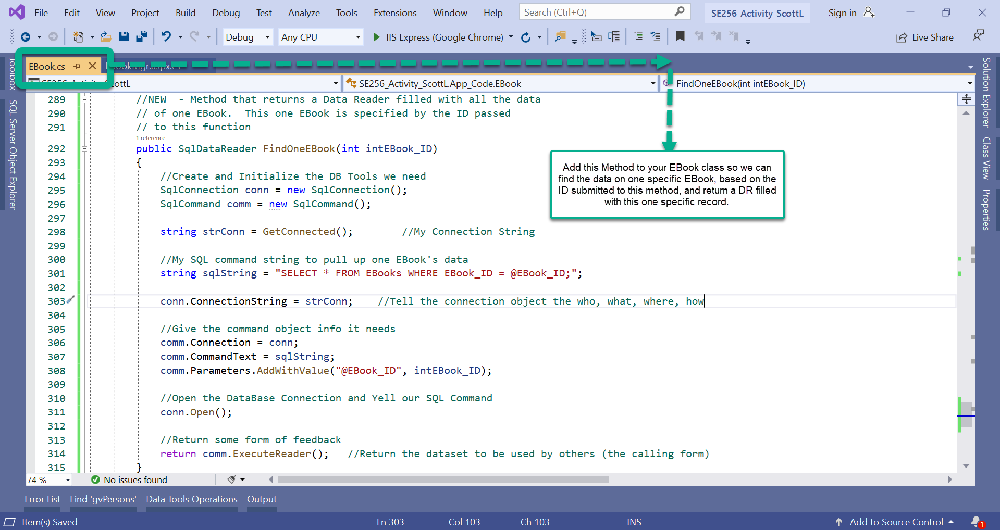 File Edit View Project Build Debug Test Analyze Tools Extensions Window Help Search (Ctrl+Q) SE256_Activity_ScottL Sign in
Debug Any CPU IIS Express (Google Chrome) Live Share
EBook.cs
ScottL SE256_Activity_ScottL.App_Code.EBook FindOneEBook(int intEBook_ID)
Toolbox
SQL Server Object Explorer
289 //NEW  - Method that returns a Data Reader filled with all the data
290 // of one EBook.  This one EBook is specified by the ID passed
291 // to this function
1 reference
292 public SqlDataReader FindOneEBook(int intEBook_ID)
293 {
294 //Create and Initialize the DB Tools we need
295 SqlConnection conn = new SqlConnection();
296 SqlCommand comm = new SqlCommand();
297
298 string strConn = GetConnected(); //My Connection String
299
300 //My SQL command string to pull up one EBook's data
301 string sqlString = "SELECT * FROM EBooks WHERE EBook_ID = @EBook_ID;";
302
303 conn.ConnectionString = strConn; //Tell the connection object the who, what, where, how
304
305 //Give the command object info it needs
306 comm.Connection = conn;
307 comm.CommandText = sqlString;
308 comm.Parameters.AddWithValue("@EBook_ID", intEBook_ID);
309
310 //Open the DataBase Connection and Yell our SQL Command
311 conn.Open();
312
313 //Return some form of feedback
314 return comm.ExecuteReader(); //Return the dataset to be used by others (the calling form)
315 }
Add this Method to your EBook class so we can
find the data on one specific EBook, based on the
ID submitted to this method, and return a DR filled
with this one specific record.
Solution Explorer
Class View
Properties
74 % No issues found
Error List Find 'gvPersons' Data Tools Operations Output
Item(s) Saved Ln 303 Col 103 Ch 103 INS Add to Source Control 1